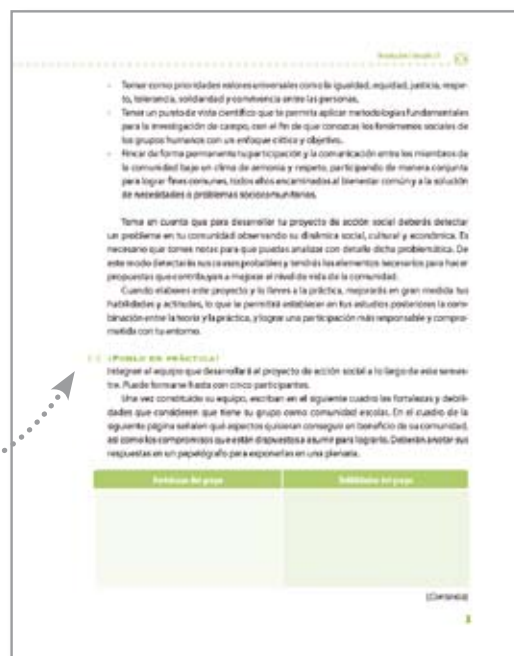 - Tomar como prioridades valores universales como la igualdad, equidad, justicia, respe-
to, tolerancia, solidaridad y convivencia entre las personas.
- Tener un punto de vista científico que te permita aplicar metodologías fundamentales
para la investigación de campo, con el fin de que conozcas los fenómenos sociales de
los grupos humanos con un enfoque crítico y objetivo.
- Fincar de forma permanente tu participación y la comunicación entre los miembros de
la comunidad bajo un clima de armonía y respeto, participando de manera conjunta
para lograr fines comunes, todos ellos encaminados al bienestar común y a la solución
de necesidades o problemas sociocomunitarios.
Toma en cuenta que para desarrollar tu proyecto de acción social deberás detectar
un problema en tu comunidad observando su dinámica social, cultural y económica. Es
necesario que tomes notas para que puedas analizar con detalle dicha problemática. De
este modo detectarás sus causas probables y tendrás los elementos necesarios para hacer
propuestas que contribuyan a mejorar el nivel de vida de la comunidad.
Cuando elabores este proyecto y lo lleves a la práctica, mejorarás en gran medida tus
habilidades y actitudes, lo que te permitirá establecer en tus estudios posteriores la com-
binación entre la teoría y la práctica, y lograr una participación más responsable y compro-
metida con tu entorno.
¡PONLO EN PRÁCTICA!
Integren el equipo que desarrollará el proyecto de acción social a lo largo de este semes-
tre. Puede formarse hasta con cinco participantes.
Una vez constituido su equipo, escriban en el siguiente cuadro las fortalezas y debili-
dades que consideren que tiene su grupo como comunidad escolar. En el cuadro de la
siguiente página señalen qué aspectos quisieran conseguir en beneficio de su comunidad,
así como los compromisos que están dispuestos a asumir para lograrlo. Deberán anotar sus
respuestas en un papelógrafo para exponerlas en una plenaria.
Fortalezas del grupo
Debilidades del grupo
(Continúa)